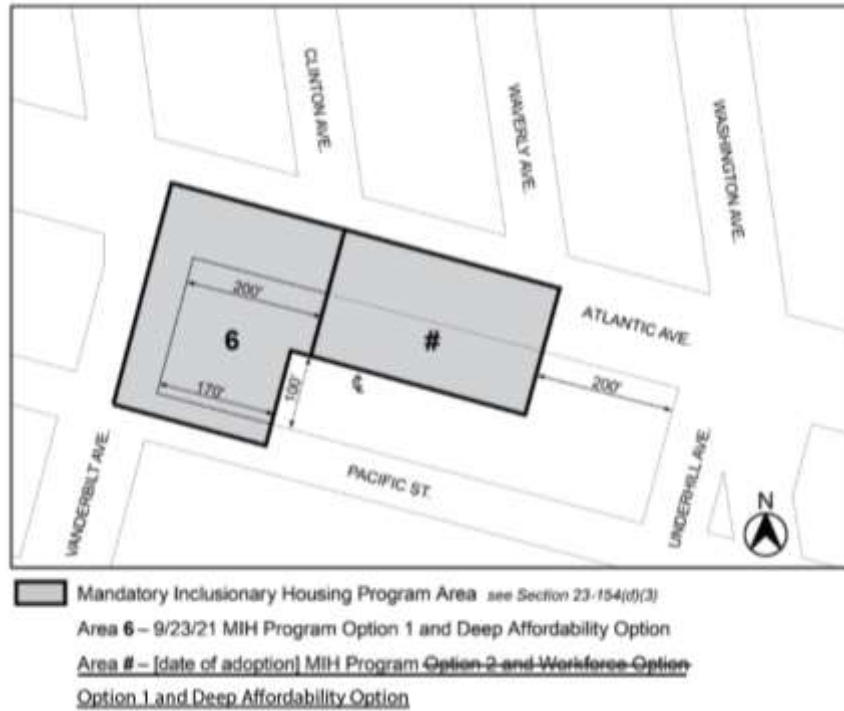 CLINTON AVE.
WAVERLY AVE.
WASHINGTON AVE.
200'
6
#
ATLANTIC AVE.
170'
100'
200'
VANDERBILT AVE.
PACIFIC ST.
UNDERHILL AVE.
N
Mandatory Inclusionary Housing Program Area see Section 23-154(d)(3)
Area 6 – 9/23/21 MIH Program Option 1 and Deep Affordability Option
Area # – [date of adoption] MIH Program Option 2 and Workforce Option
Option 1 and Deep Affordability Option